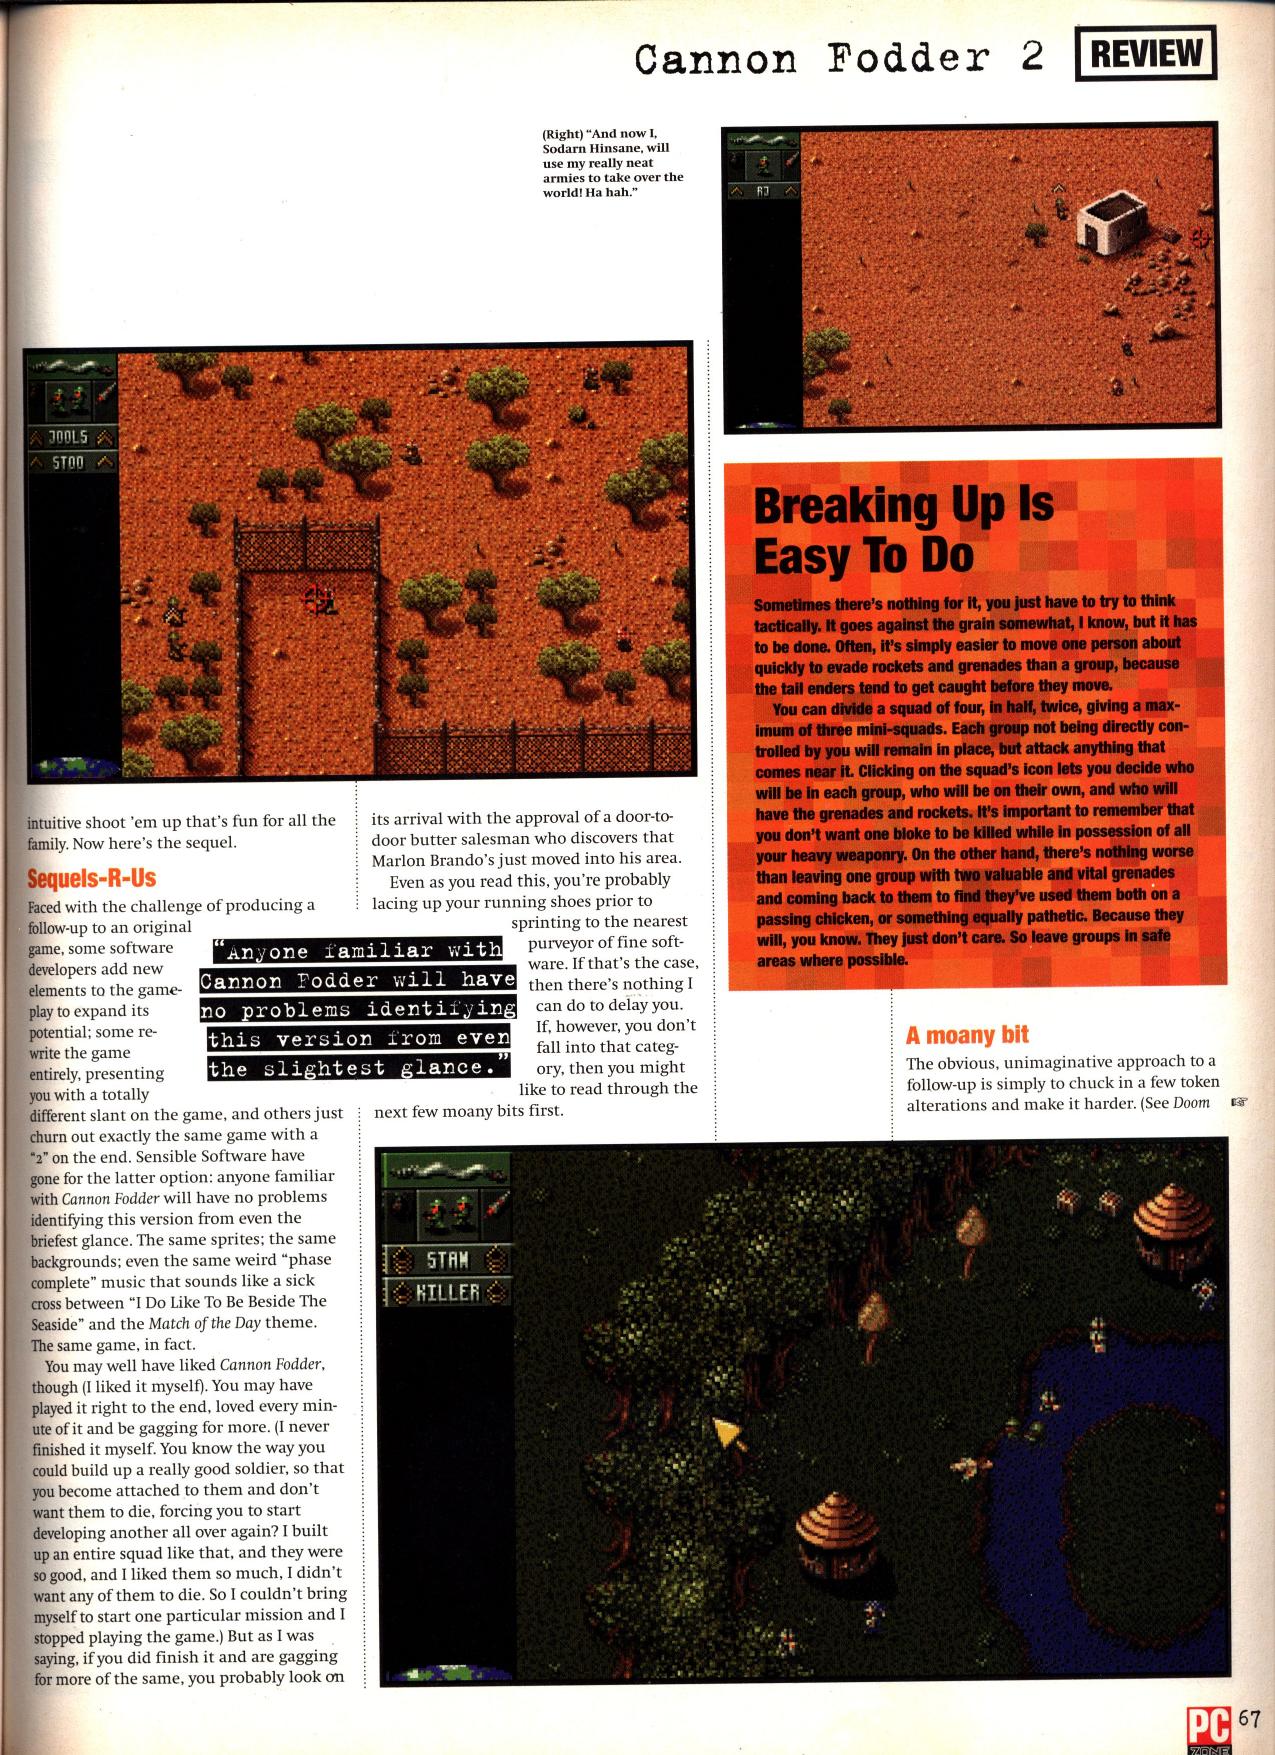 Cannon Fodder 2 REVIEW
(Right) “And now I,
Sodarn Hinsane, will
use my really neat
armies to take over the
world! Ha hah.”
RJ
JOOLS
STOO
intuitive shoot ’em up that’s fun for all the
family. Now here’s the sequel.
Sequels-R-Us
Faced with the challenge of producing a
follow-up to an original
game, some software
developers add new
elements to the game-
play to expand its
potential; some re-
write the game
entirely, presenting
you with a totally
different slant on the game, and others just
churn out exactly the same game with a
“2” on the end. Sensible Software have
gone for the latter option: anyone familiar
with Cannon Fodder will have no problems
identifying this version from even the
briefest glance. The same sprites; the same
backgrounds; even the same weird “phase
complete” music that sounds like a sick
cross between “I Do Like To Be Beside The
Seaside” and the Match of the Day theme.
The same game, in fact.
You may well have liked Cannon Fodder,
though (I liked it myself). You may have
played it right to the end, loved every min-
ute of it and be gagging for more. (I never
finished it myself. You know the way you
could build up a really good soldier, so that
you become attached to them and don’t
want them to die, forcing you to start
developing another all over again? I built
up an entire squad like that, and they were
so good, and I liked them so much, I didn’t
want any of them to die. So I couldn’t bring
myself to start one particular mission and I
stopped playing the game.) But as I was
saying, if you did finish it and are gagging
for more of the same, you probably look on
“Anyone familiar with
Cannon Fodder will have
no problems identifying
this version from even
the slightest glance.”
its arrival with the approval of a door-to-
door butter salesman who discovers that
Marlon Brando’s just moved into his area.
Even as you read this, you’re probably
lacing up your running shoes prior to
sprinting to the nearest
purveyor of fine soft-
ware. If that’s the case,
then there’s nothing I
can do to delay you.
If, however, you don’t
fall into that categ-
ory, then you might
like to read through the
next few moany bits first.
Breaking Up Is
Easy To Do
Sometimes there’s nothing for it, you just have to try to think
tactically. It goes against the grain somewhat, I know, but it has
to be done. Often, it’s simply easier to move one person about
quickly to evade rockets and grenades than a group, because
the tail enders tend to get caught before they move.
You can divide a squad of four, in half, twice, giving a max-
imum of three mini-squads. Each group not being directly con-
trolled by you will remain in place, but attack anything that
comes near it. Clicking on the squad’s icon lets you decide who
will be in each group, who will be on their own, and who will
have the grenades and rockets. It’s important to remember that
you don’t want one bloke to be killed while in possession of all
your heavy weaponry. On the other hand, there’s nothing worse
than leaving one group with two valuable and vital grenades
and coming back to them to find they’ve used them both on a
passing chicken, or something equally pathetic. Because they
will, you know. They just don’t care. So leave groups in safe
areas where possible.
A moany bit
The obvious, unimaginative approach to a
follow-up is simply to chuck in a few token
alterations and make it harder. (See Doom
KILLER
PC
ZONE
67